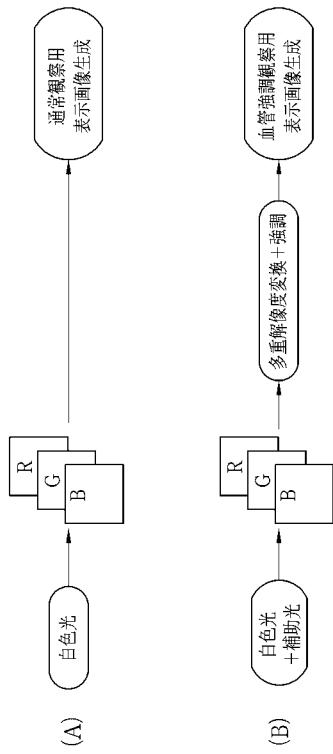 (A)
白色光
R
G
B
通常観察用
表示画像生成
(B)
白色光
+補助光
R
G
B
多重解像度変換+強調
血管強調観察用
表示画像生成